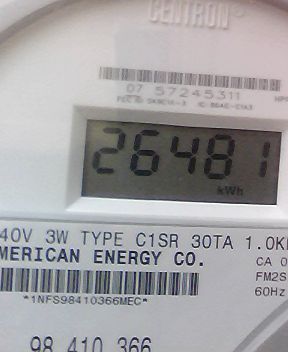 CENTRON
07 57245311
26481
kWh
40V 3W TYPE C1SR 30TA 1.0K
MERICAN ENERGY CO.
CA 0
FM2S
*1NFS98410366MEC*
60Hz
98 410 366